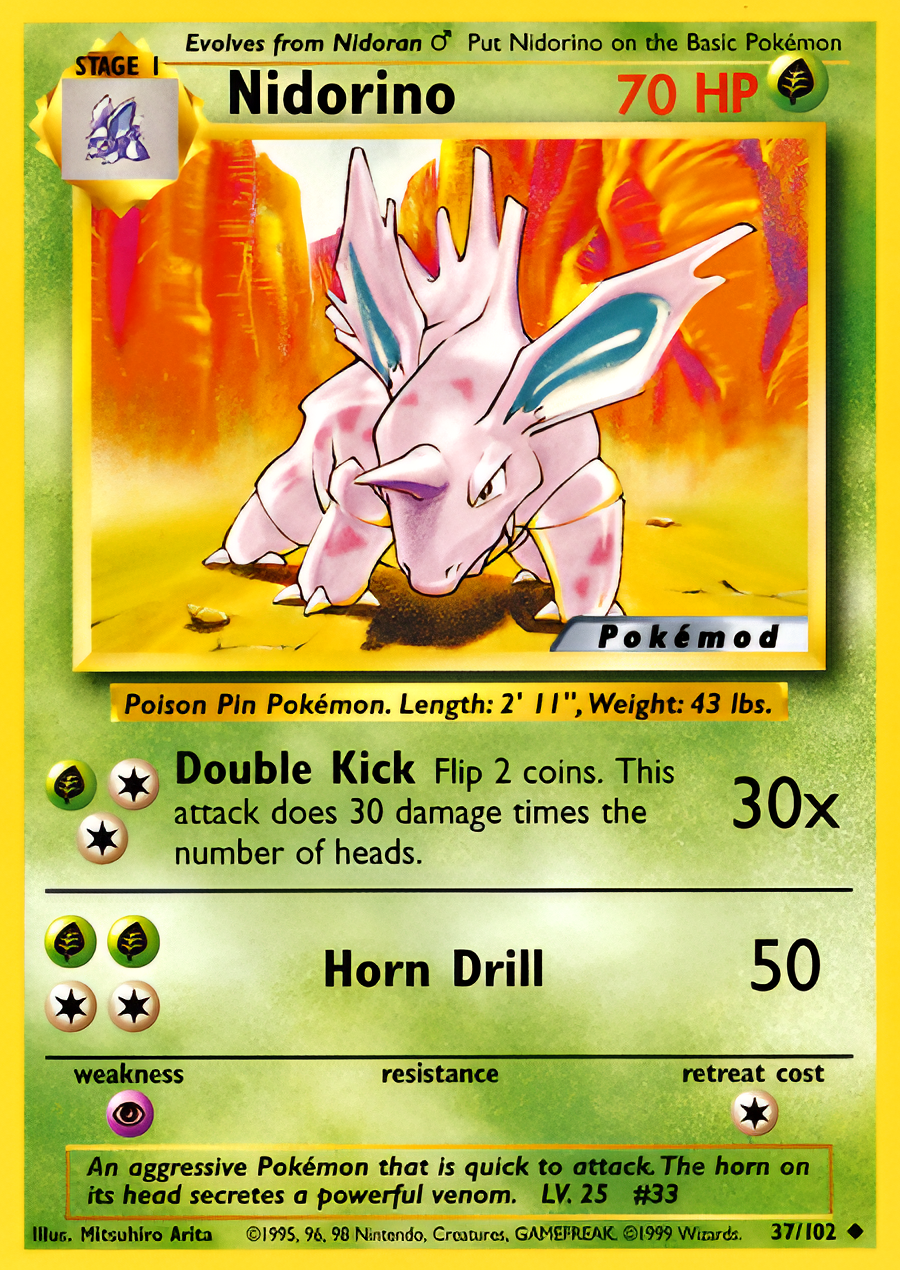 Evolves from Nidoran ♂ Put Nidorino on the Basic Pokémon
STAGE 1
Nidorino 70 HP
Pokémod
Poison Pin Pokémon. Length: 2' 11", Weight: 43 lbs.
Double Kick Flip 2 coins. This
attack does 30 damage times the
number of heads.
30x
Horn Drill 50
weakness resistance retreat cost
An aggressive Pokémon that is quick to attack. The horn on
its head secretes a powerful venom. LV. 25 #33
Illus. Mitsuhiro Arita ©1995, 96, 98 Nintendo, Creatures, GAMEFREAK. ©1999 Wizards. 37/102